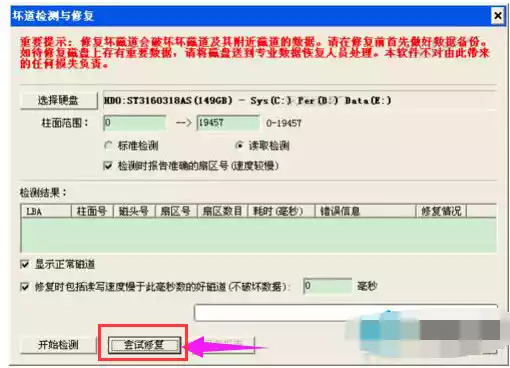 坏道检测与修复
重要提示：修复坏磁道会破坏坏磁道及其附近磁道的数据。请在修复前首先做好数据备份。
如待修复磁盘上存有重要数据，请将磁盘送到专业数据恢复人员处理。本软件不对由此带来
的任何损失负责。
选择硬盘 HD0:ST3160318AS(149GB) - Sys(C:) Per(D:) Data(E:)
柱面范围: 0 --> 19457 0-19457
标准检测 读取检测
检测时报告准确的扇区号(速度较慢)
检测结果:
LBA 柱面号 磁头号 扇区号 扇区数目 耗时(毫秒) 错误信息 修复情况
显示正常磁道
修复时包括读写速度慢于此毫秒数的好磁道(不破坏数据): 0 毫秒
开始检测 尝试修复